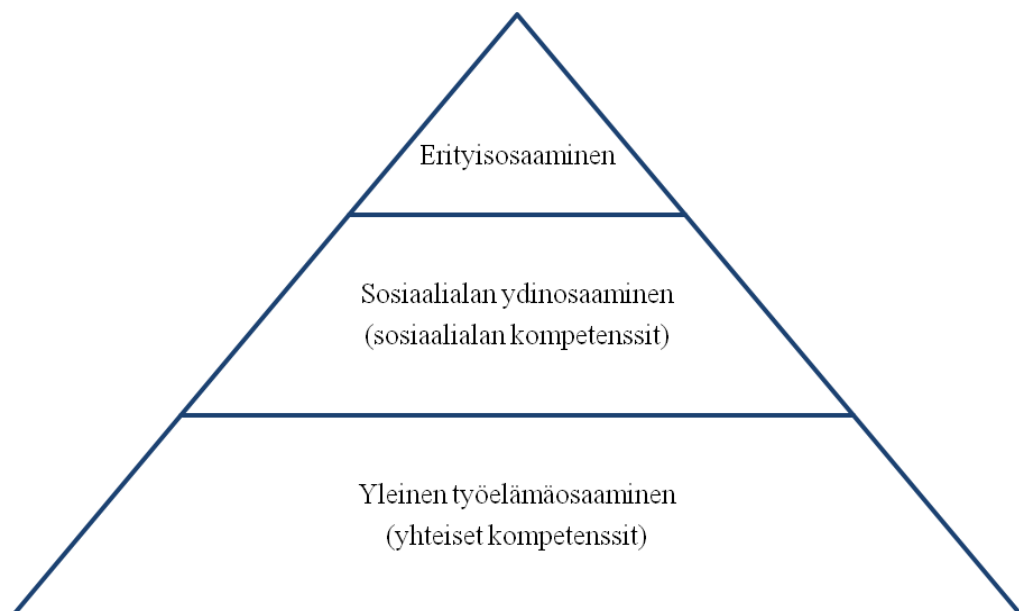 Erityisosaaminen
Sosiaalialan ydinosaaminen
(sosiaalialan kompetenssit)
Yleinen työelämäosaaminen
(yhteiset kompetenssit)